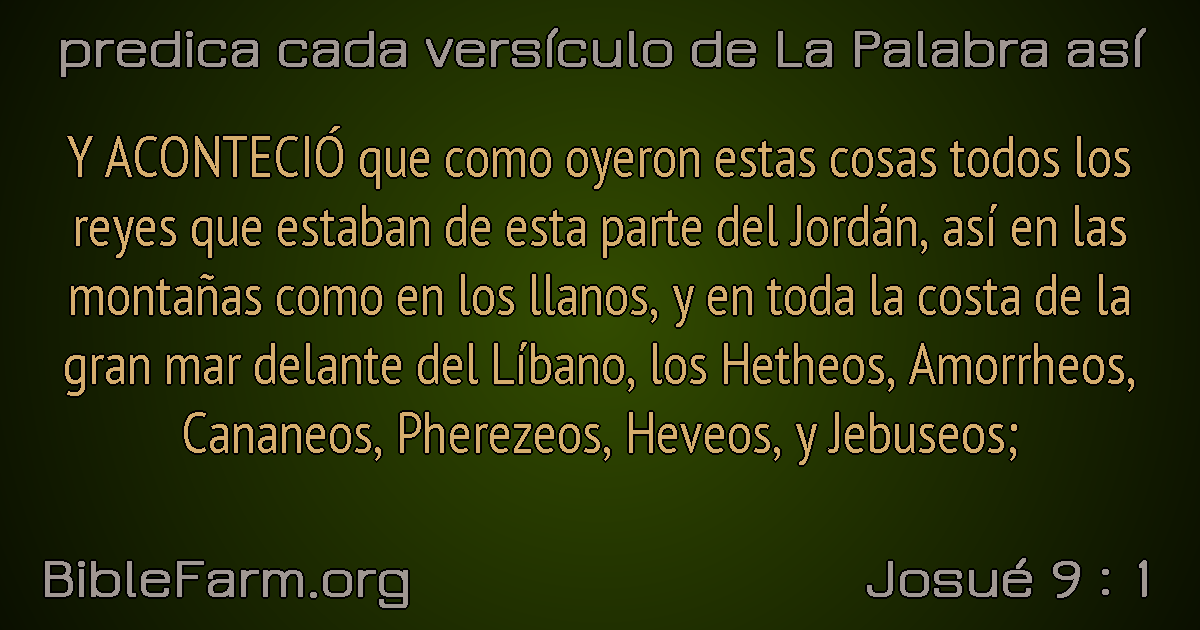 predica cada versículo de La Palabra así
Y ACONTECIÓ que como oyeron estas cosas todos los
reyes que estaban de esta parte del Jordán, así en las
montañas como en los llanos, y en toda la costa de la
gran mar delante del Líbano, los Hetheos, Amorrheos,
Cananeos, Pherezeos, Heveos, y Jebuseos;
BibleFarm.org
Josué 9 : 1